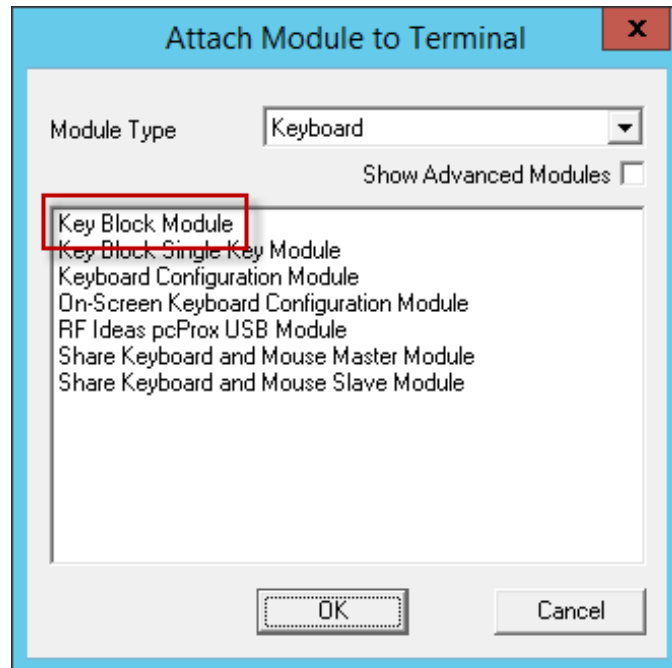 Attach Module to Terminal
x
Module Type Keyboard
Show Advanced Modules
Key Block Module
Key Block Single Key Module
Keyboard Configuration Module
On-Screen Keyboard Configuration Module
RF Ideas pcProx USB Module
Share Keyboard and Mouse Master Module
Share Keyboard and Mouse Slave Module
OK Cancel